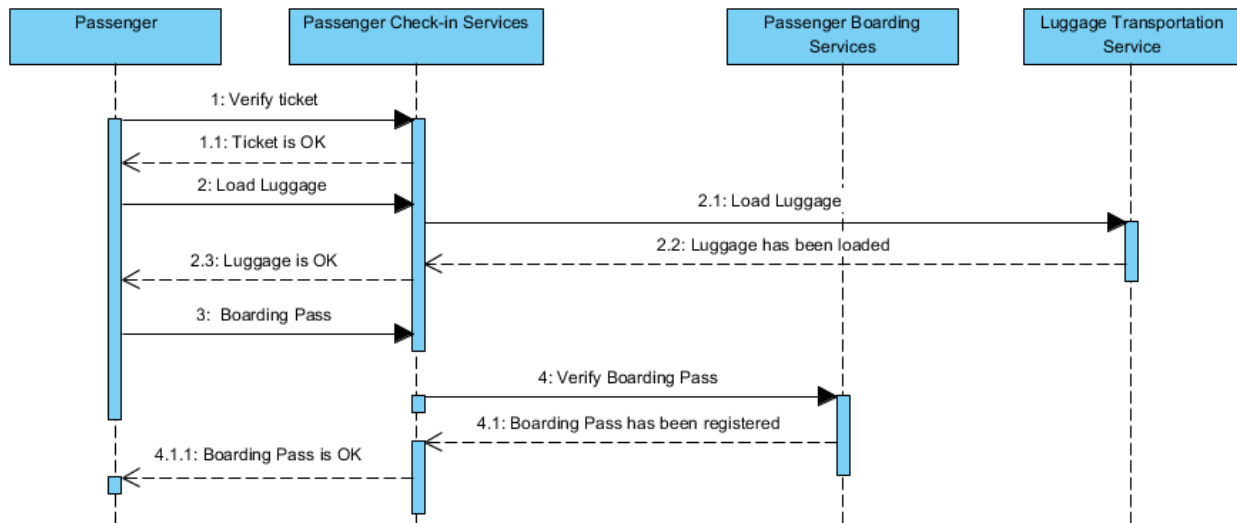 Passenger
Passenger Check-in Services
Passenger Boarding
Services
Luggage Transportation
Service
1: Verify ticket
1.1: Ticket is OK
2: Load Luggage
2.1: Load Luggage
2.2: Luggage has been loaded
2.3: Luggage is OK
3:  Boarding Pass
4: Verify Boarding Pass
4.1: Boarding Pass has been registered
4.1.1: Boarding Pass is OK